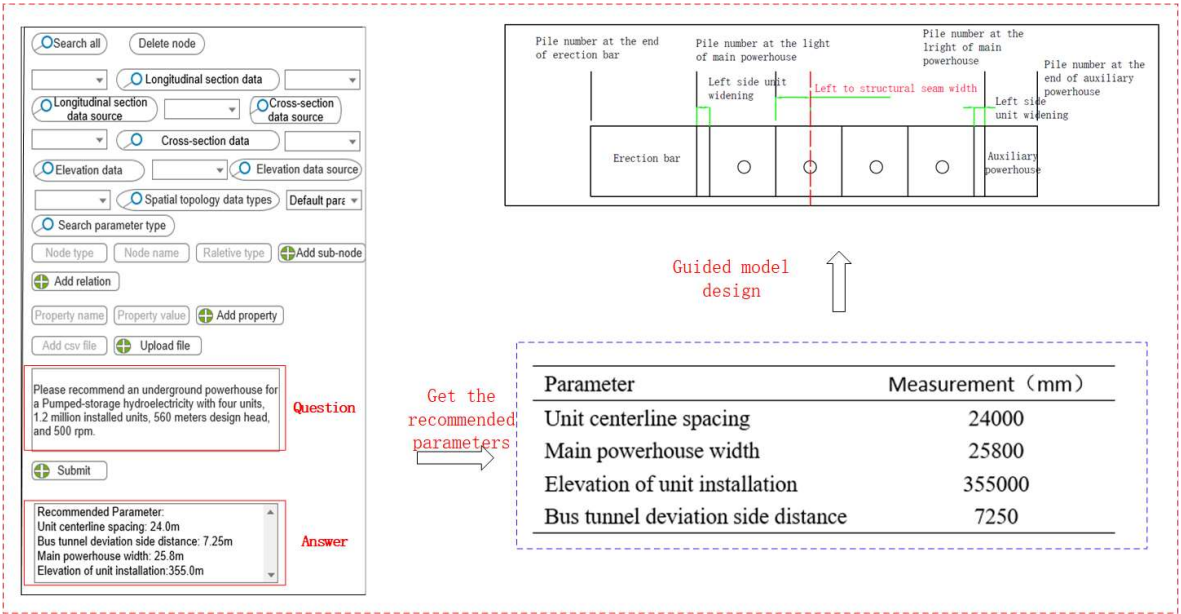 Search all
Delete node
Longitudinal section data
Longitudinal section
data source
Cross-section
data source
Cross-section data
Elevation data
Elevation data source
Spatial topology data types
Default para
Search parameter type
Node type
Node name
Raletive type
Add sub-node
Add relation
Property name
Property value
Add property
Add csv file
Upload file
Please recommend an underground powerhouse for
a Pumped-storage hydroelectricity with four units,
1.2 million installed units, 560 meters design head,
and 500 rpm.
Question
Submit
Recommended Parameter:
Unit centerline spacing: 24.0m
Bus tunnel deviation side distance: 7.25m
Main powerhouse width: 25.8m
Elevation of unit installation:355.0m
Answer
Get the
recommended
parameters
Pile number at the end
of erection bar
Pile number at the light
of main powerhouse
Pile number at the
lright of main
powerhouse
Pile number at the
end of auxiliary
powerhouse
Left side unit
widening
Left to structural seam width
Left side
unit widening
Erection bar
Auxiliary
powerhouse
Guided model
design
Parameter Measurement（mm）
Unit centerline spacing 24000
Main powerhouse width 25800
Elevation of unit installation 355000
Bus tunnel deviation side distance 7250